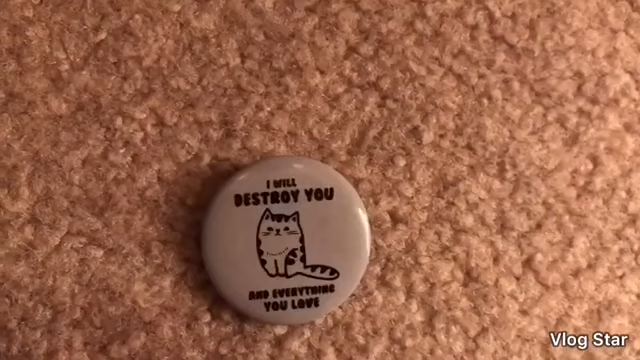 I WILL
DESTROY YOU
AND EVERYTHING
YOU LOVE
Vlog Star